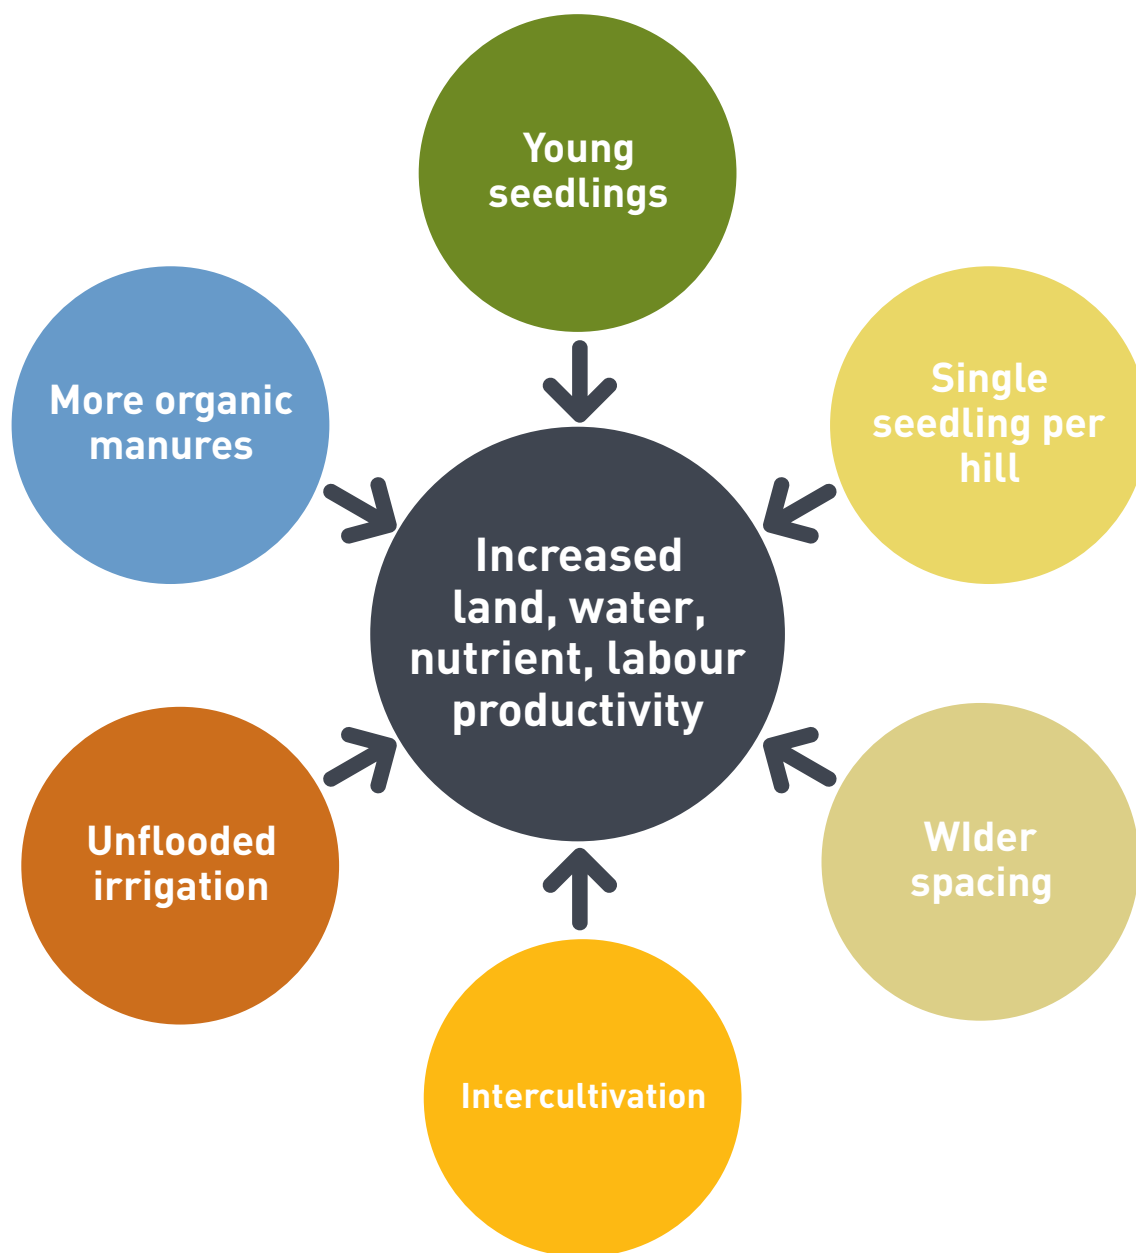 Young
seedlings
Single
seedling per
hill
WIder
spacing
Intercultivation
Unflooded
irrigation
More organic
manures
Increased
land, water,
nutrient, labour
productivity